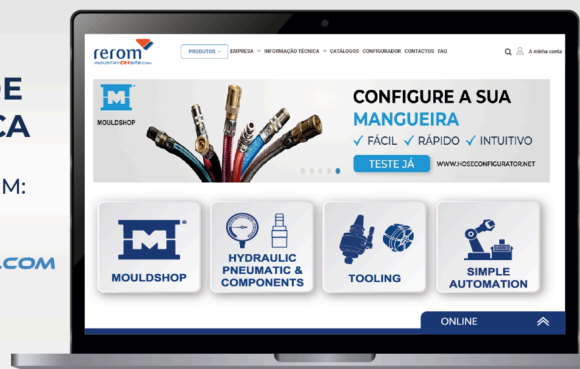 DE
CA
M:
.COM
rerom
PRODUTOS
EMPRESA
INFORMAÇÃO TÉCNICA
CATÁLOGOS
CONFIGURADOR
CONTACTOS
FAQ
A minha conta
M
MOULDSHOP
CONFIGURE A SUA
MANGUEIRA
✓ FÁCIL ✓ RÁPIDO ✓ INTUITIVO
TESTE JÁ
WWW.HOSECONFIGURATOR.NET
M
MOULDSHOP
HYDRAULIC
PNEUMATIC &
COMPONENTS
TOOLING
SIMPLE
AUTOMATION
ONLINE